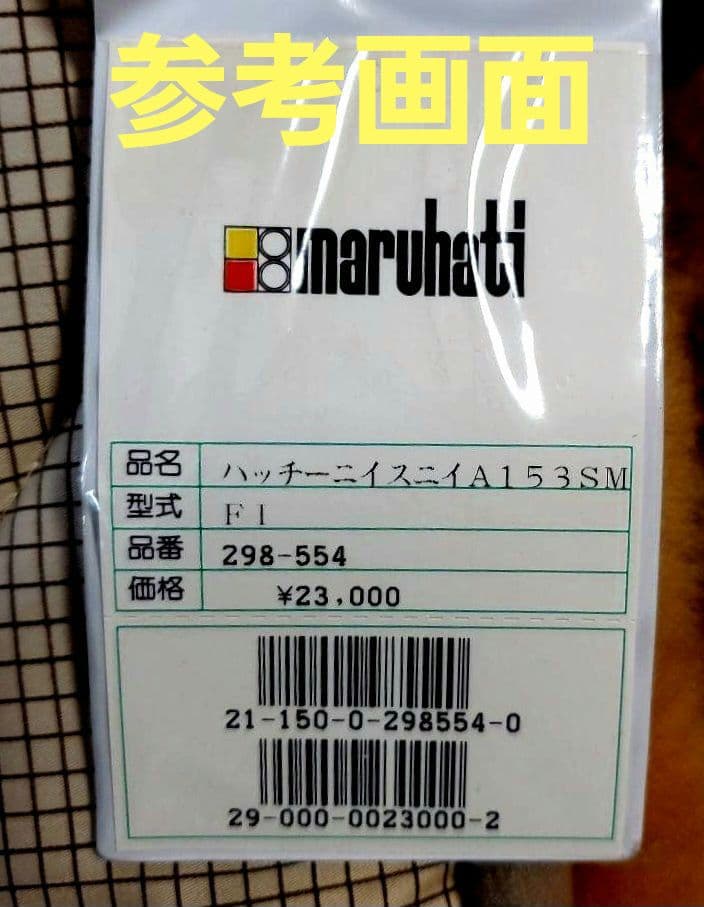 参考画面
maruhati
品名 ハッチーニイスニイA153SM
型式 FI
品番 298-554
価格 ¥23,000
21-150-0-298554-0
29-000-0023000-2